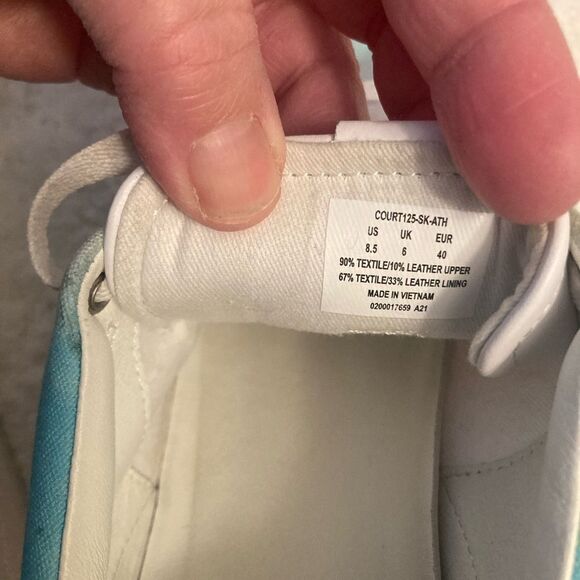 COURT125-SK-ATH
US UK EUR
8.5 6 40
90% TEXTILE/10% LEATHER UPPER
67% TEXTILE/33% LEATHER LINING
MADE IN VIETNAM
0200017659 A21